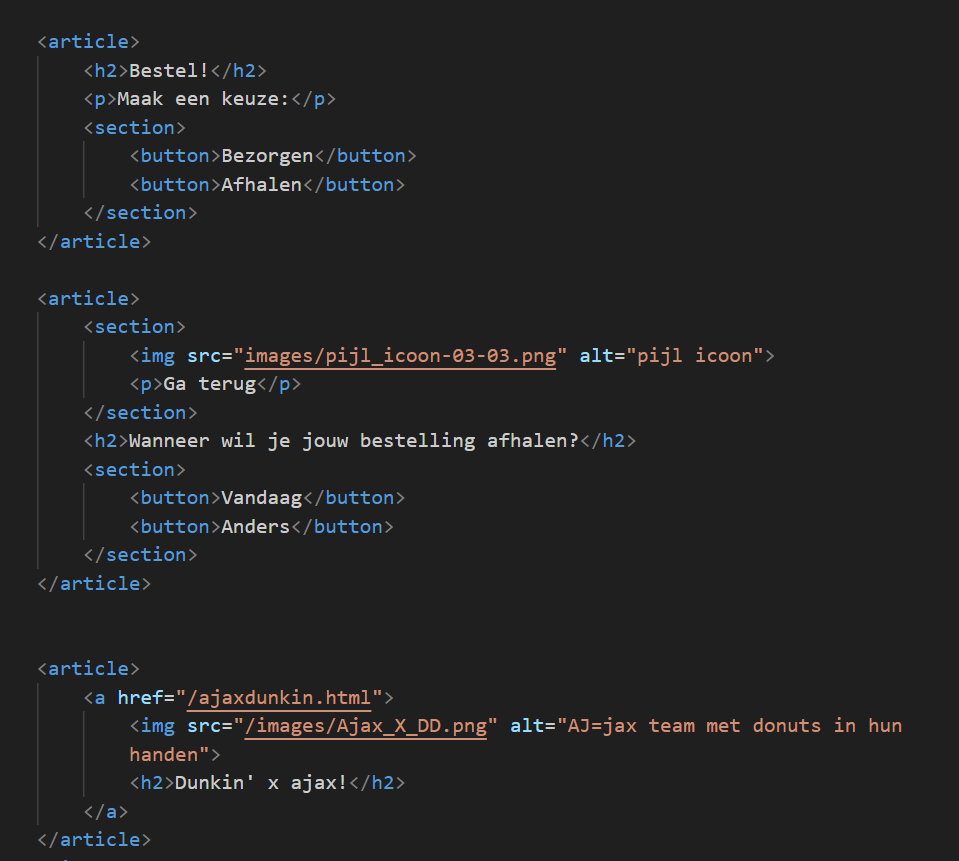 <article>
    <h2>Bestel!</h2>
    <p>Maak een keuze:</p>
    <section>
        <button>Bezorgen</button>
        <button>Afhalen</button>
    </section>
</article>

<article>
    <section>
        <img src="images/pijl_icoon-03-03.png" alt="pijl icoon">
        <p>Ga terug</p>
    </section>
    <h2>Wanneer wil je jouw bestelling afhalen?</h2>
    <section>
        <button>Vandaag</button>
        <button>Anders</button>
    </section>
</article>

<article>
    <a href="/ajaxdunkin.html">
        <img src="/images/Ajax_X_DD.png" alt="AJ=jax team met donuts in hun
        handen">
        <h2>Dunkin' x ajax!</h2>
    </a>
</article>